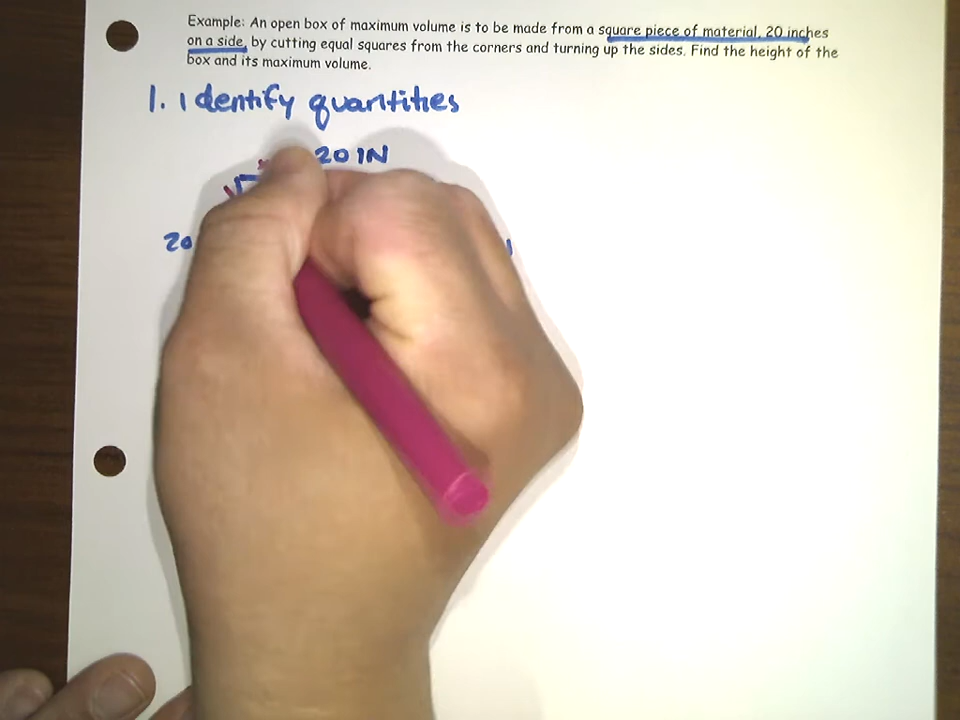 Example: An open box of maximum volume is to be made from a square piece of material, 20 inches
on a side, by cutting equal squares from the corners and turning up the sides. Find the height of the
box and its maximum volume.
1. Identify quantities
20 IN
20